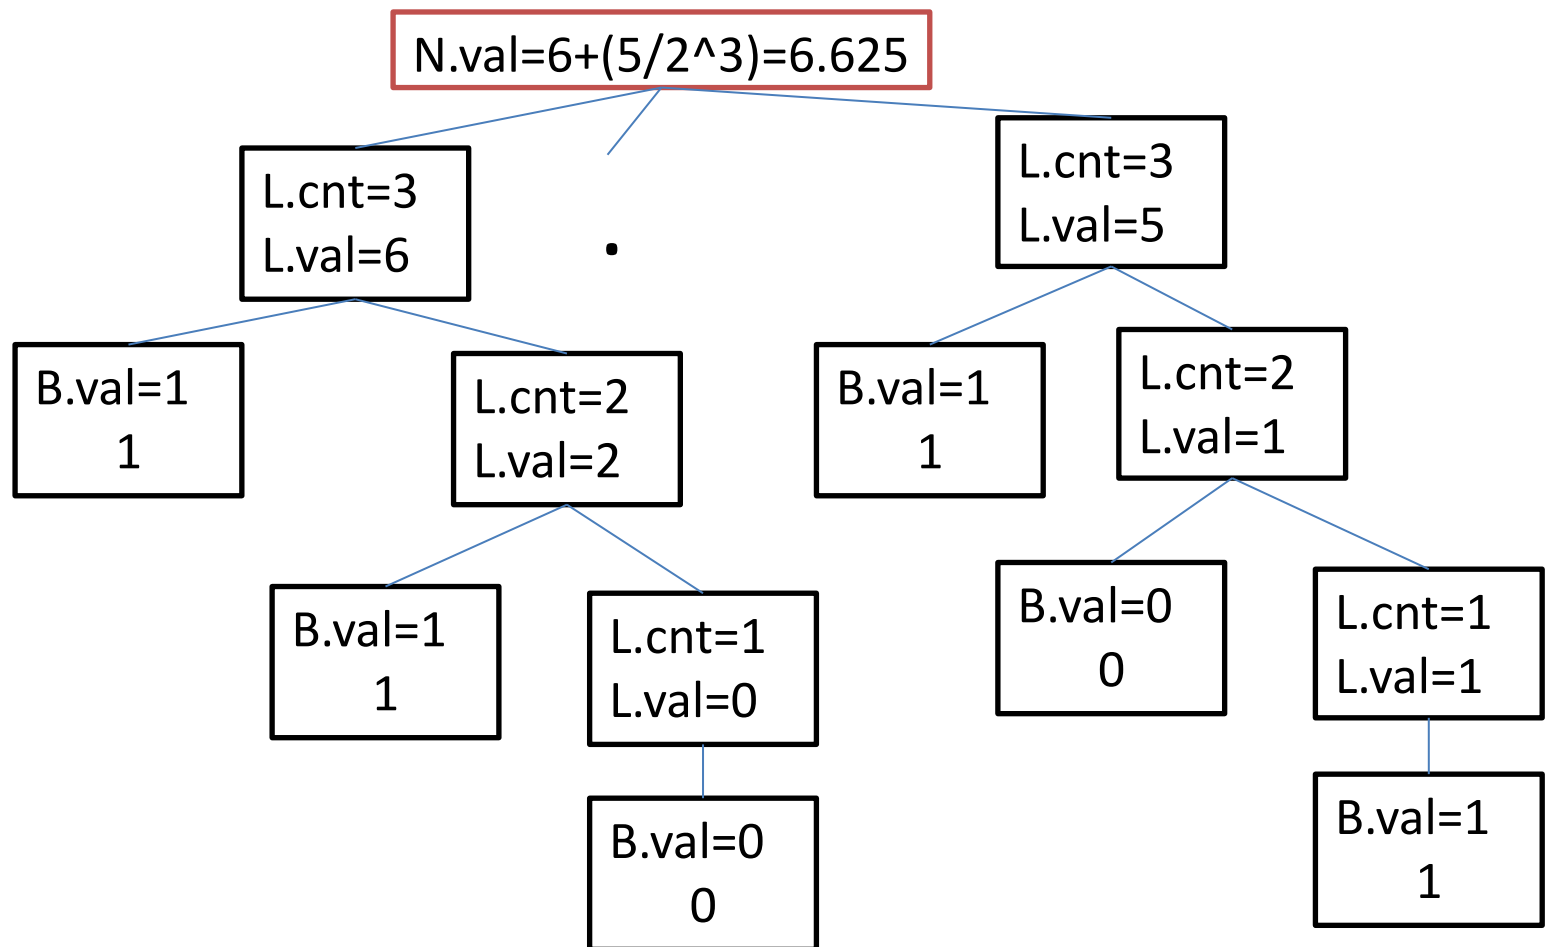 N.val=6+(5/2^3)=6.625
L.cnt=3
L.val=6
.
L.cnt=3
L.val=5
B.val=1
1
L.cnt=2
L.val=2
B.val=1
1
L.cnt=2
L.val=1
B.val=1
1
L.cnt=1
L.val=0
B.val=0
0
L.cnt=1
L.val=1
B.val=0
0
B.val=1
1